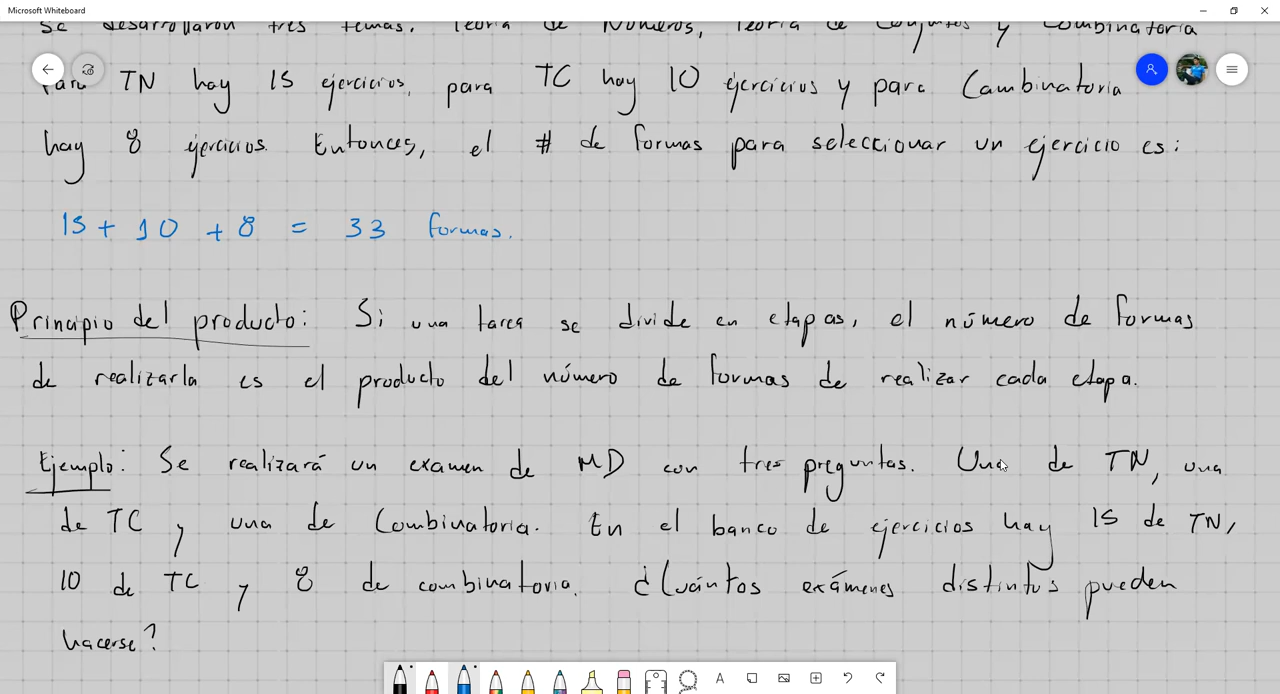 Microsoft Whiteboard
se desarrollaron tres temas. Teoría de Números, Teoría de Conjuntos y Combinatoria
Para TN hay 15 ejercicios, para TC hay 10 ejercicios y para Combinatoria
hay 8 ejercicios. Entonces, el # de formas para seleccionar un ejercicio es:
15 + 10 + 8 = 33 formas.
Principio del producto: Si una tarea se divide en etapas, el número de formas
de realizarla es el producto del número de formas de realizar cada etapa.
Ejemplo: Se realizará un examen de MD con tres preguntas. Una de TN, una
de TC y una de Combinatoria. En el banco de ejercicios hay 15 de TN,
10 de TC y 8 de combinatoria. ¿Cuántos exámenes distintos pueden
hacerse?
A